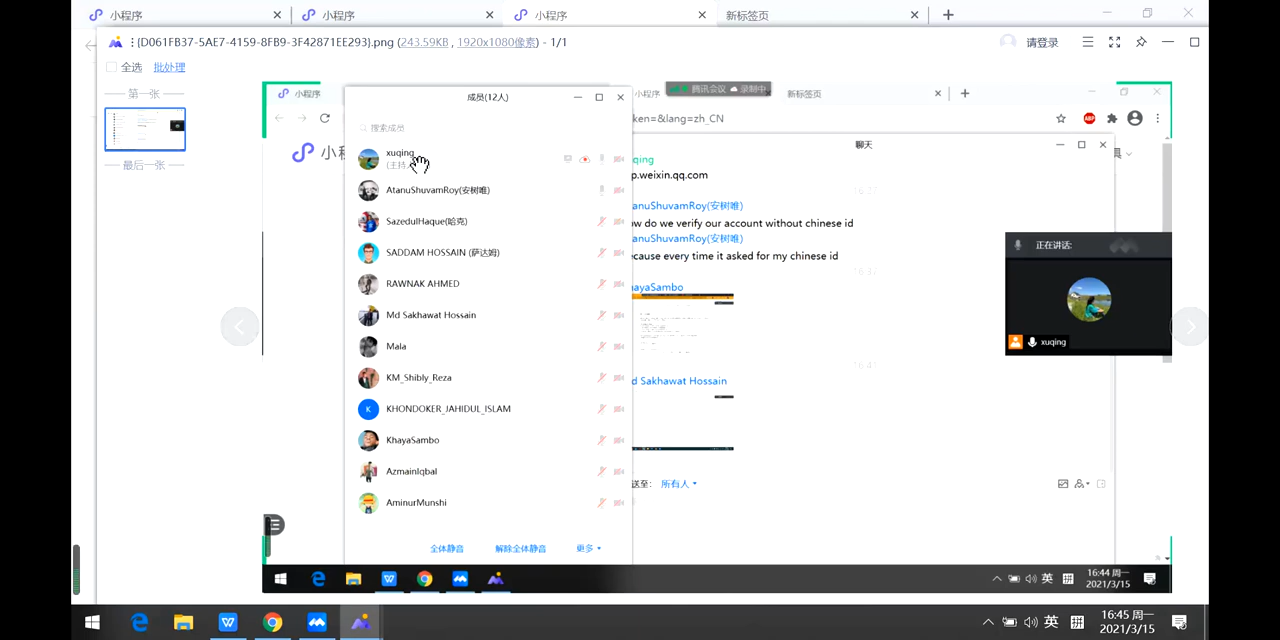 小程序
小程序
小程序
新标签页
{D061FB37-5AE7-4159-8FB9-3F42871EE293}.png (243.59KB , 1920x1080像素) - 1/1
请登录
全选 批处理
第一张
最后一张
小程序
成员(12人)
小程序
腾讯会议 录制中
新标签页
搜索成员
ken=&lang=zh_CN
ABP
小
聊天
xuqing
(主持
qing
p.weixin.qq.com
16:37
AtanuShuvamRoy(安树唯)
anuShuvamRoy(安树唯)
SazedulHaque(哈克)
ow do we verify our account without chinese id
anuShuvamRoy(安树唯)
SADDAM HOSSAIN (萨达姆)
cause every time it asked for my chinese id
正在讲话:
RAWNAK AHMED
hayaSambo
Md Sakhawat Hossain
Mala
xuqing
KM_Shibly_Reza
d Sakhawat Hossain
K
KHONDOKER_JAHIDUL_ISLAM
KhayaSambo
AzmainIqbal
送至: 所有人
AminurMunshi
全体静音 解除全体静音 更多
英
16:44 周一
2021/3/15
英
16:45 周一
2021/3/15